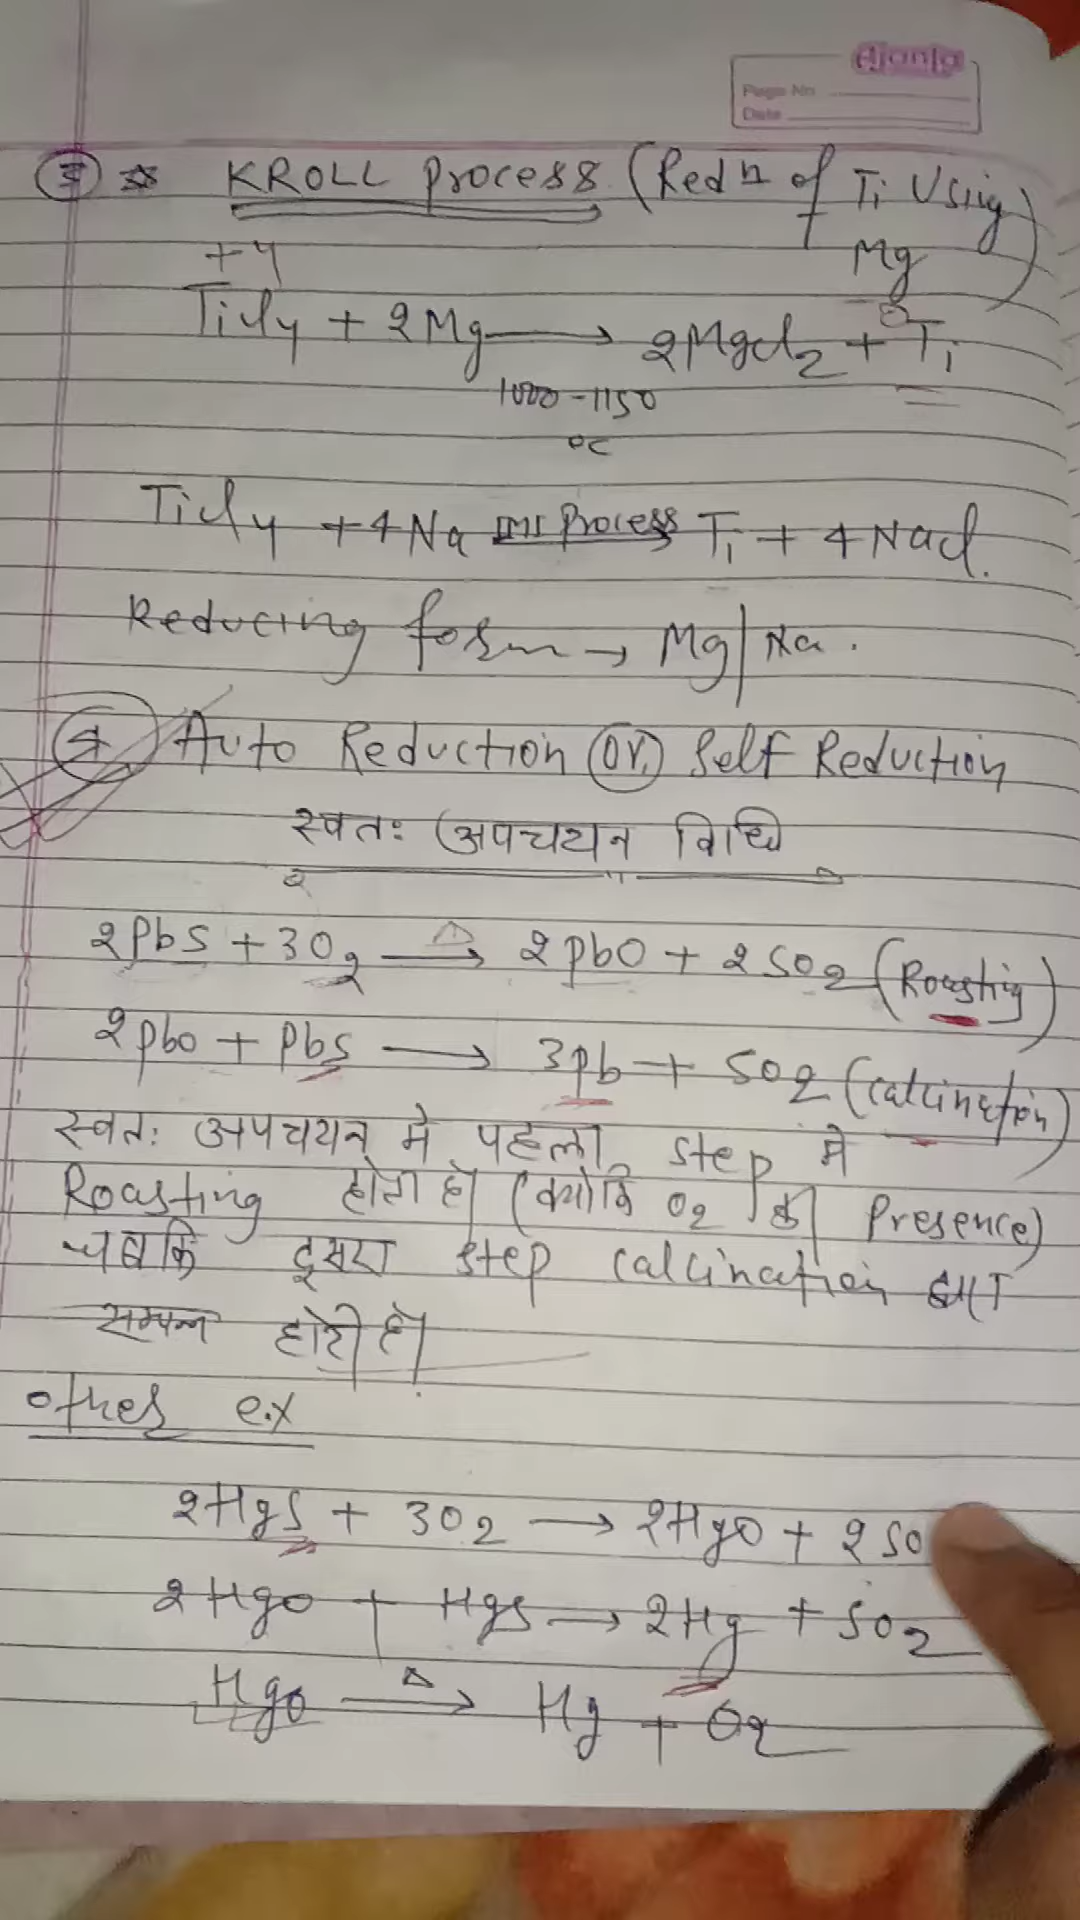 Ajanta
Page No
Date
③ * KROLL Process (Redn of Ti Using
Mg)
+4
TiCl4 + 2Mg ⟶ 2MgCl2 + Ti
0
1000-1150
°C
TiCl4 + 4Na IMI Process Ti + 4NaCl.
Reducing form → Mg/Na.
④ Auto Reduction OR Self Reduction
स्वतः अपचयन विधि
2PbS + 3O2 —Δ→ 2PbO + 2SO2 (Roasting)
2PbO + PbS ⟶ 3Pb + SO2 (Calcination)
स्वतः अपचयन मे पहला step मे
Roasting होता है (क्योंकि O2 की Presence)
जबकि दूसरा step Calcination द्वारा
सम्पन्न होती है।
other ex
2HgS + 3O2 ⟶ 2HgO + 2SO
2HgO + HgS ⟶ 2Hg + SO2
HgO —Δ→ Hg + O2